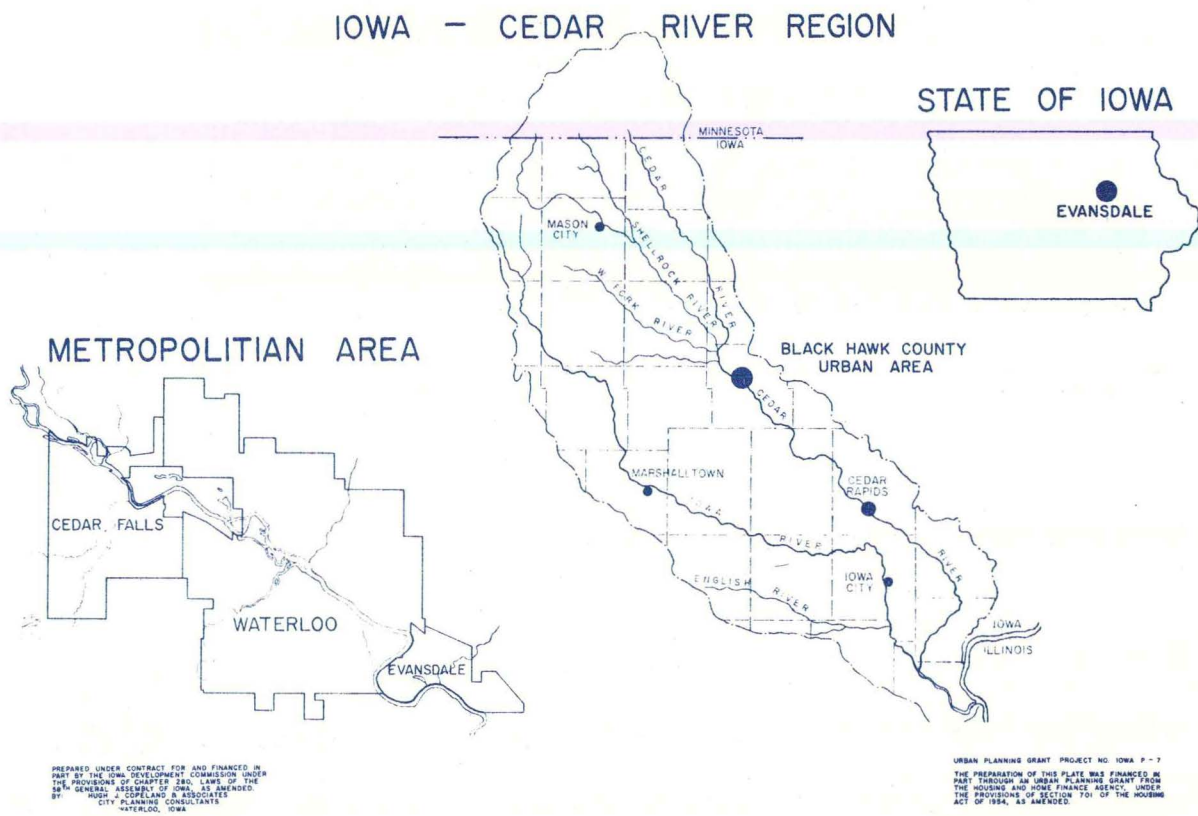 IOWA – CEDAR RIVER REGION
STATE OF IOWA
MINNESOTA
IOWA
EVANSDALE
MASON
CITY
CEDAR
RIVER
SHELLROCK RIVER
W FORK RIVER
METROPOLITIAN AREA
BLACK HAWK COUNTY
URBAN AREA
CEDAR
RIVER
MARSHALLTOWN
CEDAR
RAPIDS
IOWA RIVER
IOWA
CITY
ENGLISH RIVER
IOWA
ILLINOIS
CEDAR FALLS
WATERLOO
EVANSDALE
PREPARED UNDER CONTRACT FOR AND FINANCED IN
PART BY THE IOWA DEVELOPMENT COMMISSION UNDER
THE PROVISIONS OF CHAPTER 280, LAWS OF THE
58TH GENERAL ASSEMBLY OF IOWA, AS AMENDED.
BY: HUGH J. COPELAND & ASSOCIATES
CITY PLANNING CONSULTANTS
WATERLOO, IOWA
URBAN PLANNING GRANT PROJECT NO. IOWA P - 7
THE PREPARATION OF THIS PLATE WAS FINANCED IN
PART THROUGH AN URBAN PLANNING GRANT FROM
THE HOUSING AND HOME FINANCE AGENCY, UNDER
THE PROVISIONS OF SECTION 701 OF THE HOUSING
ACT OF 1954, AS AMENDED.